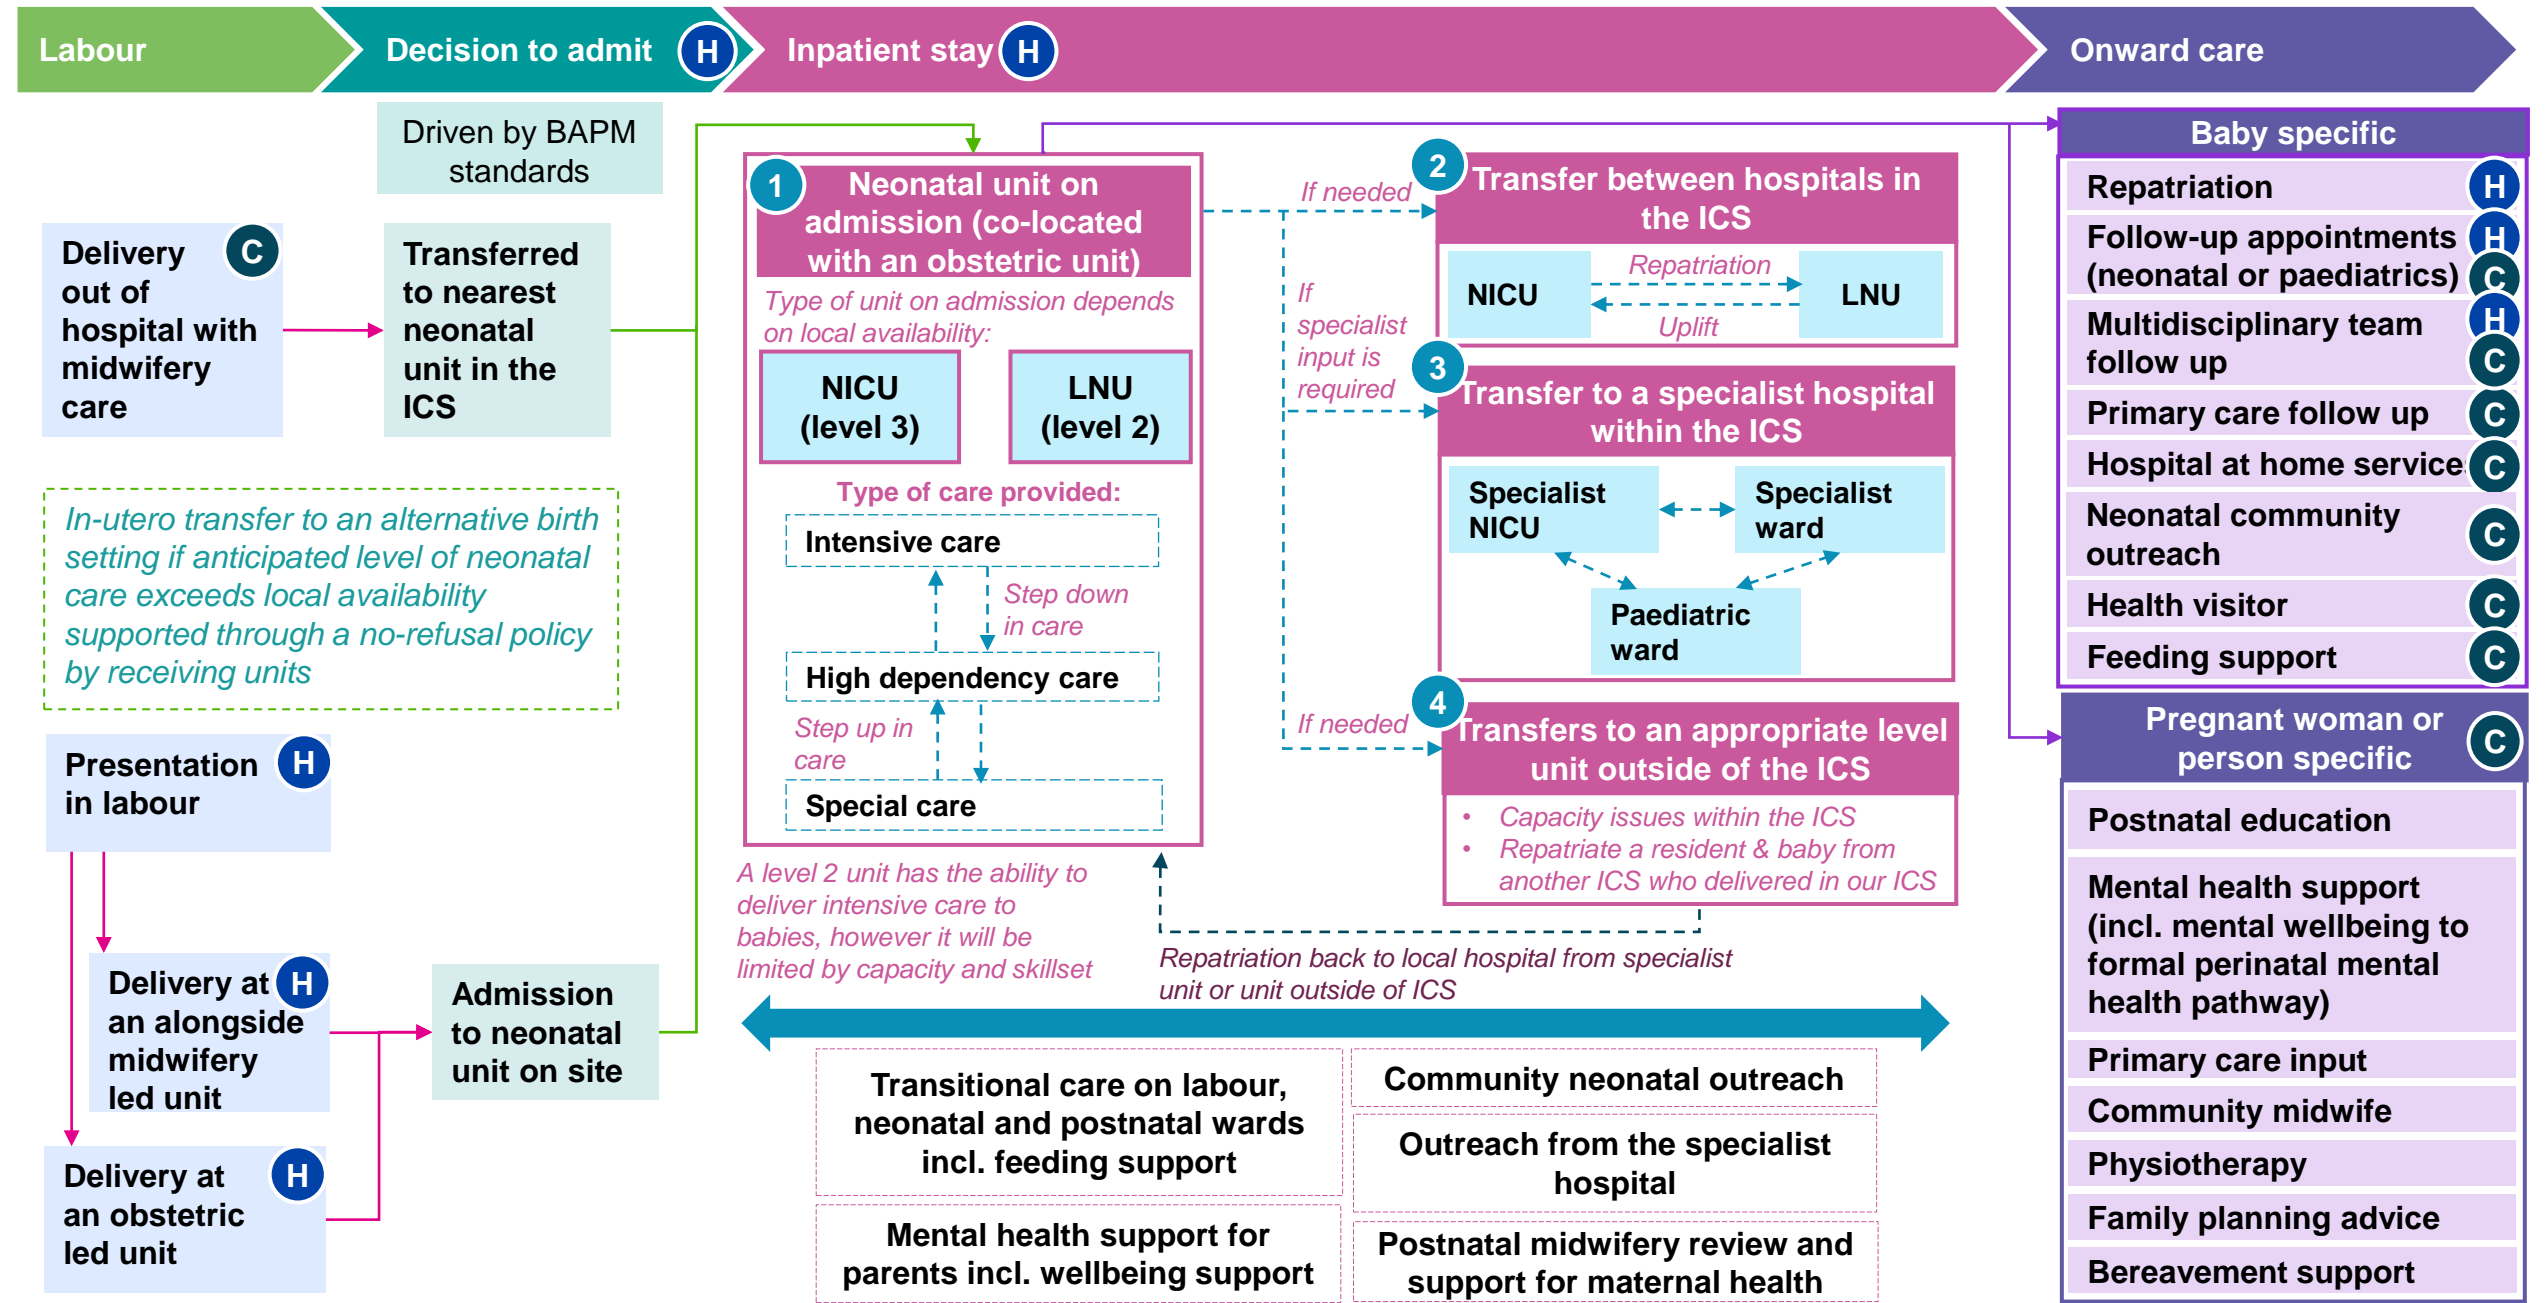 Labour
Decision to admit
H
Inpatient stay
H
Onward care
Driven by BAPM
standards
Delivery
out of
hospital with
midwifery
care
C
Transferred
to nearest
neonatal
unit in the
ICS
In-utero transfer to an alternative birth
setting if anticipated level of neonatal
care exceeds local availability
supported through a no-refusal policy
by receiving units
Presentation
in labour
H
Delivery at
an alongside
midwifery
led unit
H
Delivery at
an obstetric
led unit
H
Admission
to neonatal
unit on site
1
Neonatal unit on
admission (co-located
with an obstetric unit)
Type of unit on admission depends
on local availability:
NICU
(level 3)
LNU
(level 2)
Type of care provided:
Intensive care
Step down
in care
High dependency care
Step up in
care
Special care
A level 2 unit has the ability to
deliver intensive care to
babies, however it will be
limited by capacity and skillset
If needed
If
specialist
input is
required
If needed
2
Transfer between hospitals in
the ICS
NICU
Repatriation
Uplift
LNU
3
Transfer to a specialist hospital
within the ICS
Specialist
NICU
Specialist
ward
Paediatric
ward
4
Transfers to an appropriate level
unit outside of the ICS
• Capacity issues within the ICS
• Repatriate a resident & baby from
another ICS who delivered in our ICS
Repatriation back to local hospital from specialist
unit or unit outside of ICS
Transitional care on labour,
neonatal and postnatal wards
incl. feeding support
Mental health support for
parents incl. wellbeing support
Community neonatal outreach
Outreach from the specialist
hospital
Postnatal midwifery review and
support for maternal health
Baby specific
Repatriation
H
Follow-up appointments
(neonatal or paediatrics)
H
C
Multidisciplinary team
follow up
H
C
Primary care follow up
C
Hospital at home service
C
Neonatal community
outreach
C
Health visitor
C
Feeding support
C
Pregnant woman or
person specific
C
Postnatal education
Mental health support
(incl. mental wellbeing to
formal perinatal mental
health pathway)
Primary care input
Community midwife
Physiotherapy
Family planning advice
Bereavement support